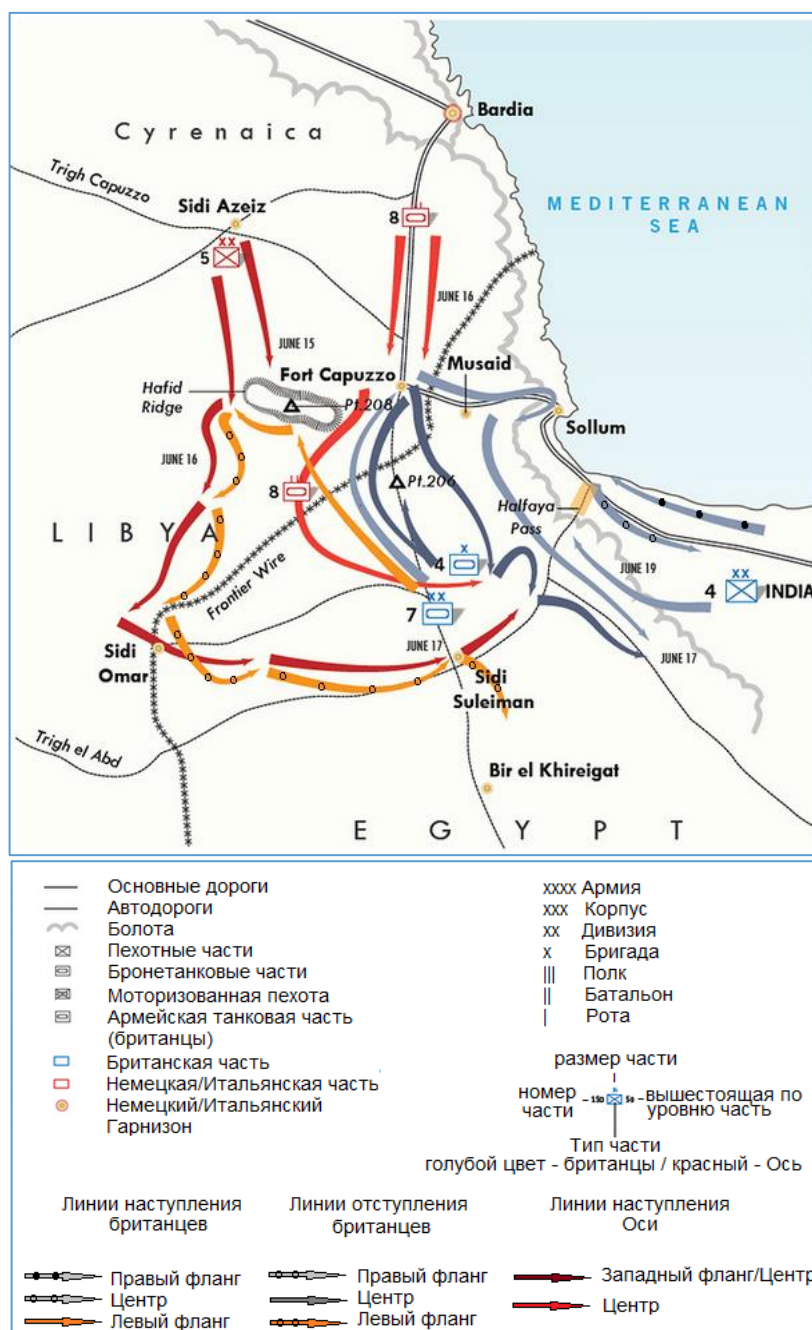 Bardia
Cyrenaica
Trigh Capuzzo
Sidi Azeiz
MEDITERRANEAN
SEA
8
XX
5
JUNE 16
JUNE 15
Musaid
Fort Capuzzo
Hafid
Ridge
Pt.208
Sollum
JUNE 16
8
Pt.206
Halfaya
Pass
LIBYA
Frontier Wire
X
4
JUNE 19
XX
4 INDIA
XX
7
JUNE 17
JUNE 17
Sidi
Omar
Sidi
Suleiman
Trigh el Abd
Bir el Khireigat
EGYPT
Основные дороги
Автодороги
Болота
Пехотные части
Бронетанковые части
Моторизованная пехота
Армейская танковая часть
(британцы)
Британская часть
Немецкая/Итальянская часть
Немецкий/Итальянский
Гарнизон
xxxx Армия
xxx Корпус
xx Дивизия
x Бригада
||| Полк
|| Батальон
| Рота
размер части
номер
части
150
50
вышестоящая по
уровню часть
Тип части
голубой цвет - британцы / красный - Ось
Линии наступления
британцев
Правый фланг
Центр
Левый фланг
Линии отступления
британцев
Правый фланг
Центр
Левый фланг
Линии наступления
Оси
Западный фланг/Центр
Центр